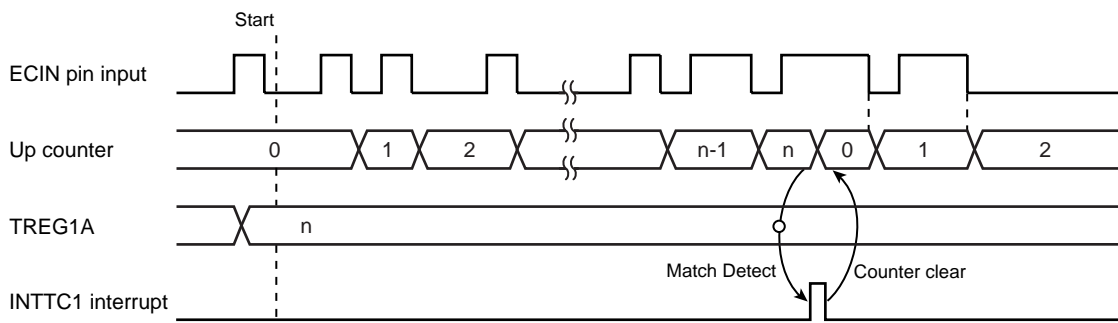 Start
ECIN pin input
Up counter
0
1
2
n-1
n
0
1
2
TREG1A
n
Match Detect
Counter clear
INTTC1 interrupt